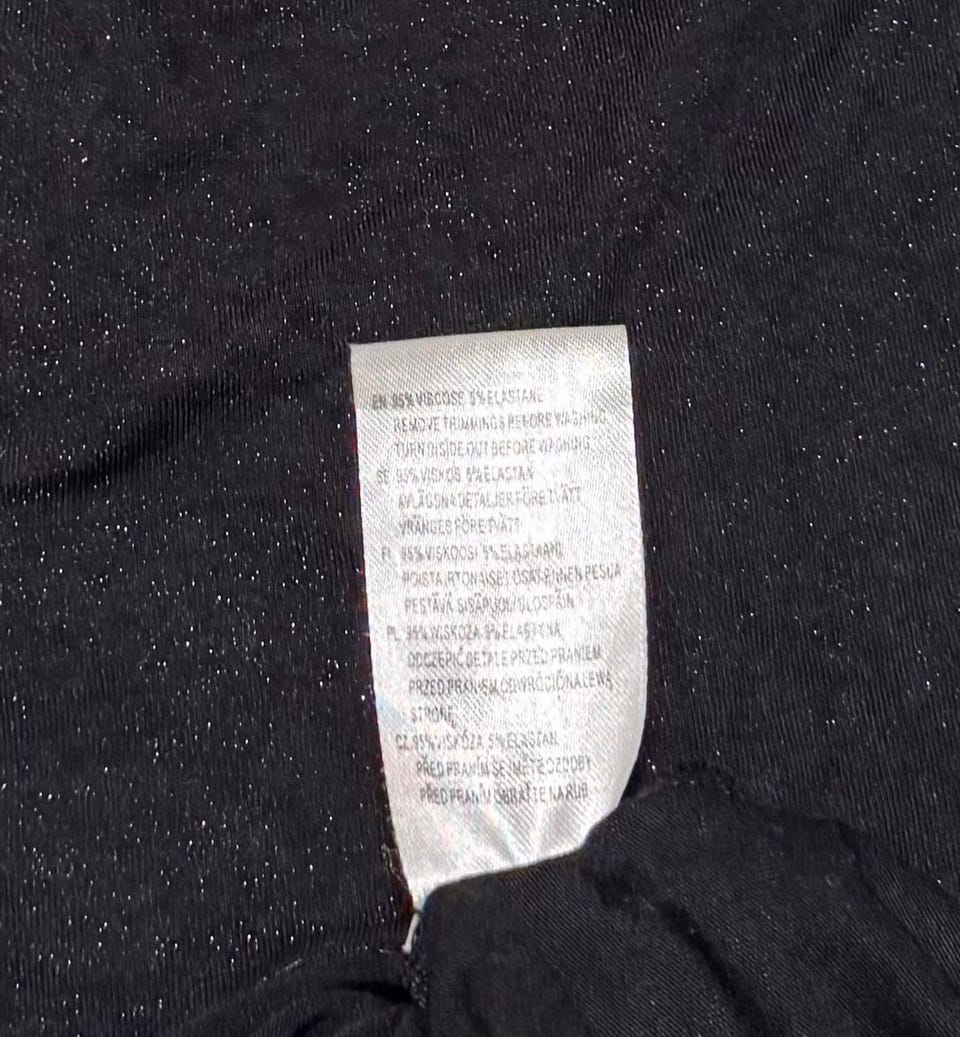 EN 95% VISCOSE 5% ELASTANE
REMOVE TRIMMINGS BEFORE WASHING
TURN INSIDE OUT BEFORE WASHING
SE 95% VISKOS 5% ELASTAN
AVLÄGSNA DETALJER FÖRE TVÄTT
VRÄNGES FÖRE TVÄTT
FI 95% VISKOOSI 5% ELASTAANI
POISTA IRTONAISET OSAT ENNEN PESUA
PESTÄVÄ SISÄPUOLI ULOSPÄIN
PL 95% WISKOZA 5% ELASTANA
ODCZEPIĆ DETALE PRZED PRANIEM
PRZED PRANIEM ODWRÓCIĆ NA LEWĄ
STRONĘ
CZ 95% VISKÓZA 5% ELASTAN
PŘED PRANÍM SEJMĚTE OZDOBY
PŘED PRANÍM OBRAŤTE NA RUB